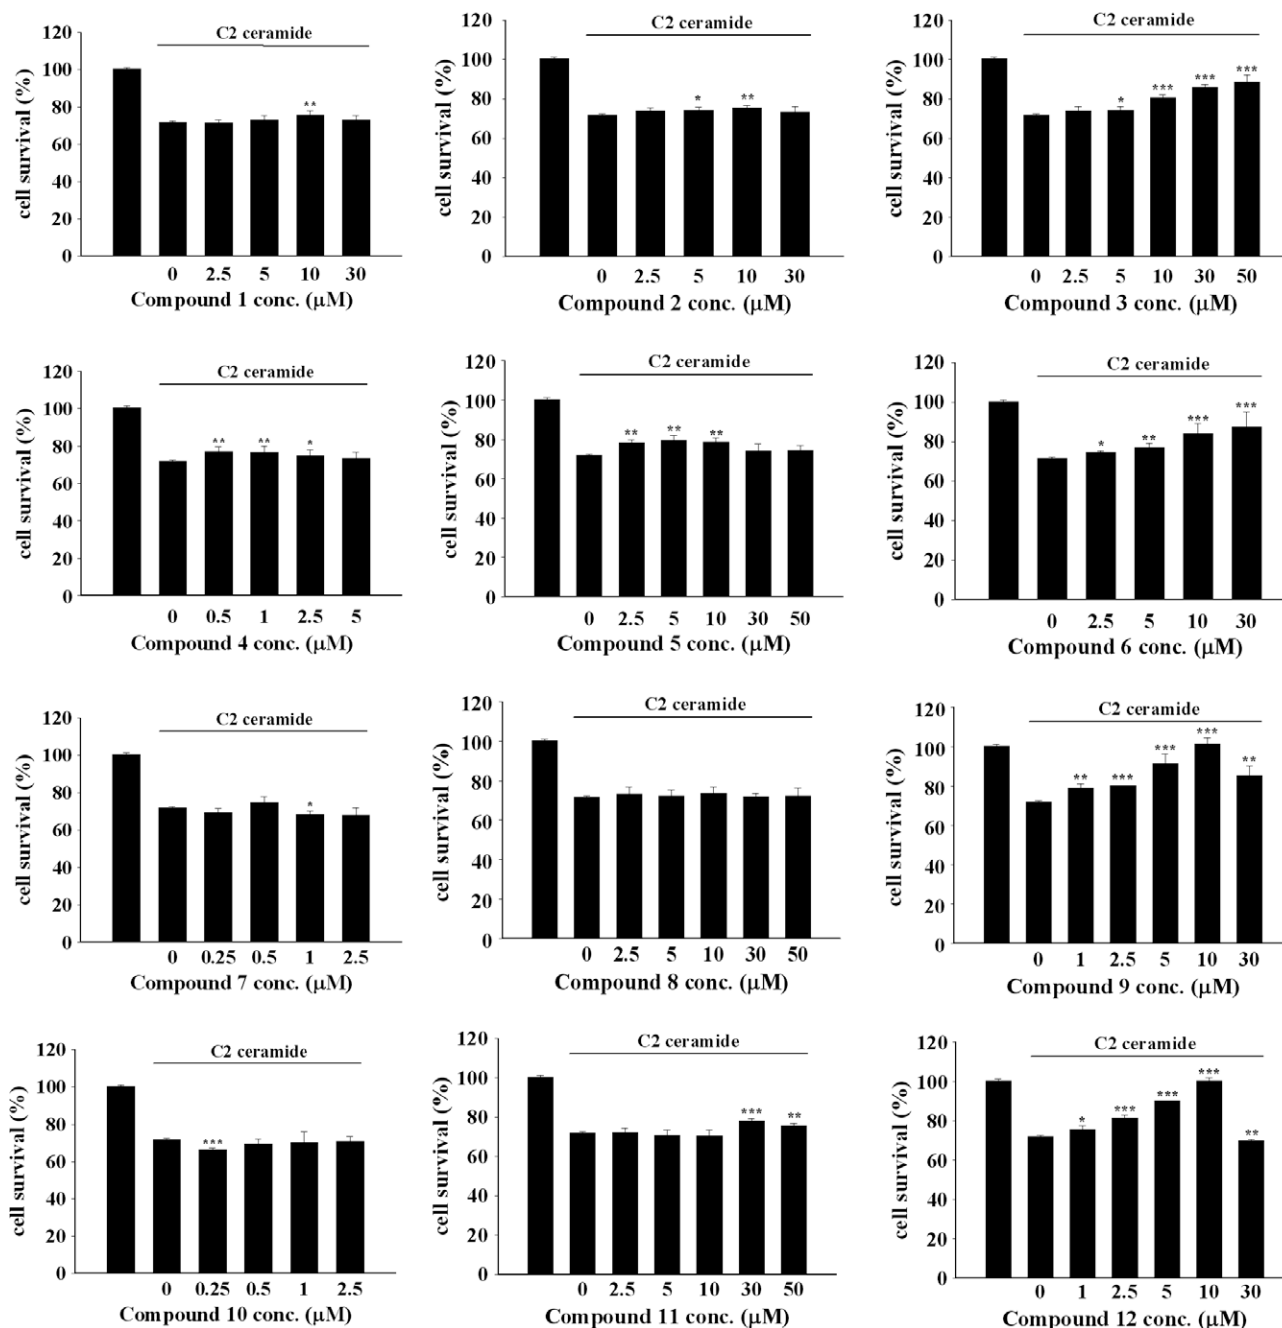 C2 ceramide
120
100
80
60
40
20
0
cell survival (%)
** 
0 2.5 5 10 30
Compound 1 conc. (μM)
C2 ceramide
120
100
80
60
40
20
0
cell survival (%)
* **
0 2.5 5 10 30
Compound 2 conc. (μM)
C2 ceramide
120
100
80
60
40
20
0
cell survival (%)
* *** *** ***
0 2.5 5 10 30 50
Compound 3 conc. (μM)
C2 ceramide
120
100
80
60
40
20
0
cell survival (%)
** ** *
0 0.5 1 2.5 5
Compound 4 conc. (μM)
C2 ceramide
120
100
80
60
40
20
0
cell survival (%)
** ** **
0 2.5 5 10 30 50
Compound 5 conc. (μM)
C2 ceramide
120
100
80
60
40
20
0
cell survival (%)
* ** *** ***
0 2.5 5 10 30
Compound 6 conc. (μM)
C2 ceramide
120
100
80
60
40
20
0
cell survival (%)
*
0 0.25 0.5 1 2.5
Compound 7 conc. (μM)
C2 ceramide
120
100
80
60
40
20
0
cell survival (%)
0 2.5 5 10 30 50
Compound 8 conc. (μM)
C2 ceramide
120
100
80
60
40
20
0
cell survival (%)
** *** *** *** **
0 1 2.5 5 10 30
Compound 9 conc. (μM)
C2 ceramide
120
100
80
60
40
20
0
cell survival (%)
***
0 0.25 0.5 1 2.5
Compound 10 conc. (μM)
C2 ceramide
120
100
80
60
40
20
0
cell survival (%)
*** **
0 2.5 5 10 30 50
Compound 11 conc. (μM)
C2 ceramide
120
100
80
60
40
20
0
cell survival (%)
* *** *** *** **
0 1 2.5 5 10 30
Compound 12 conc. (μM)